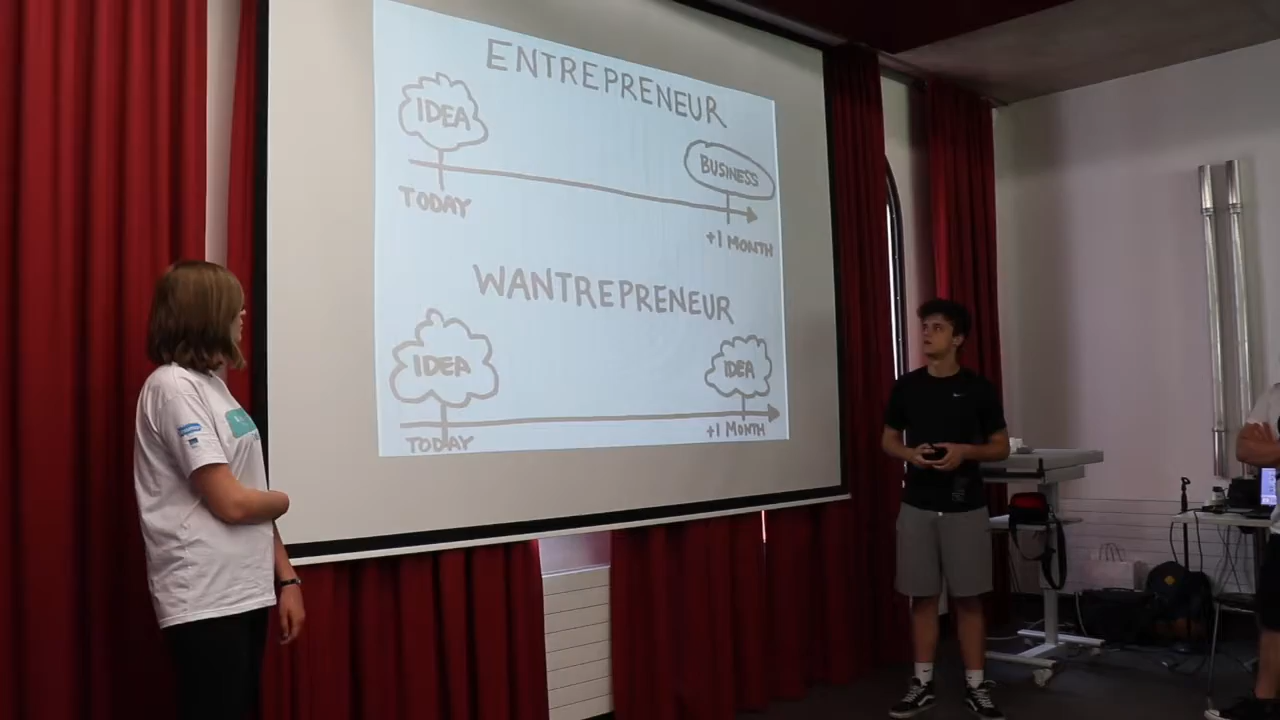 ENTREPRENEUR
IDEA
BUSINESS
TODAY
+1 MONTH
WANTREPRENEUR
IDEA
IDEA
TODAY
+1 MONTH